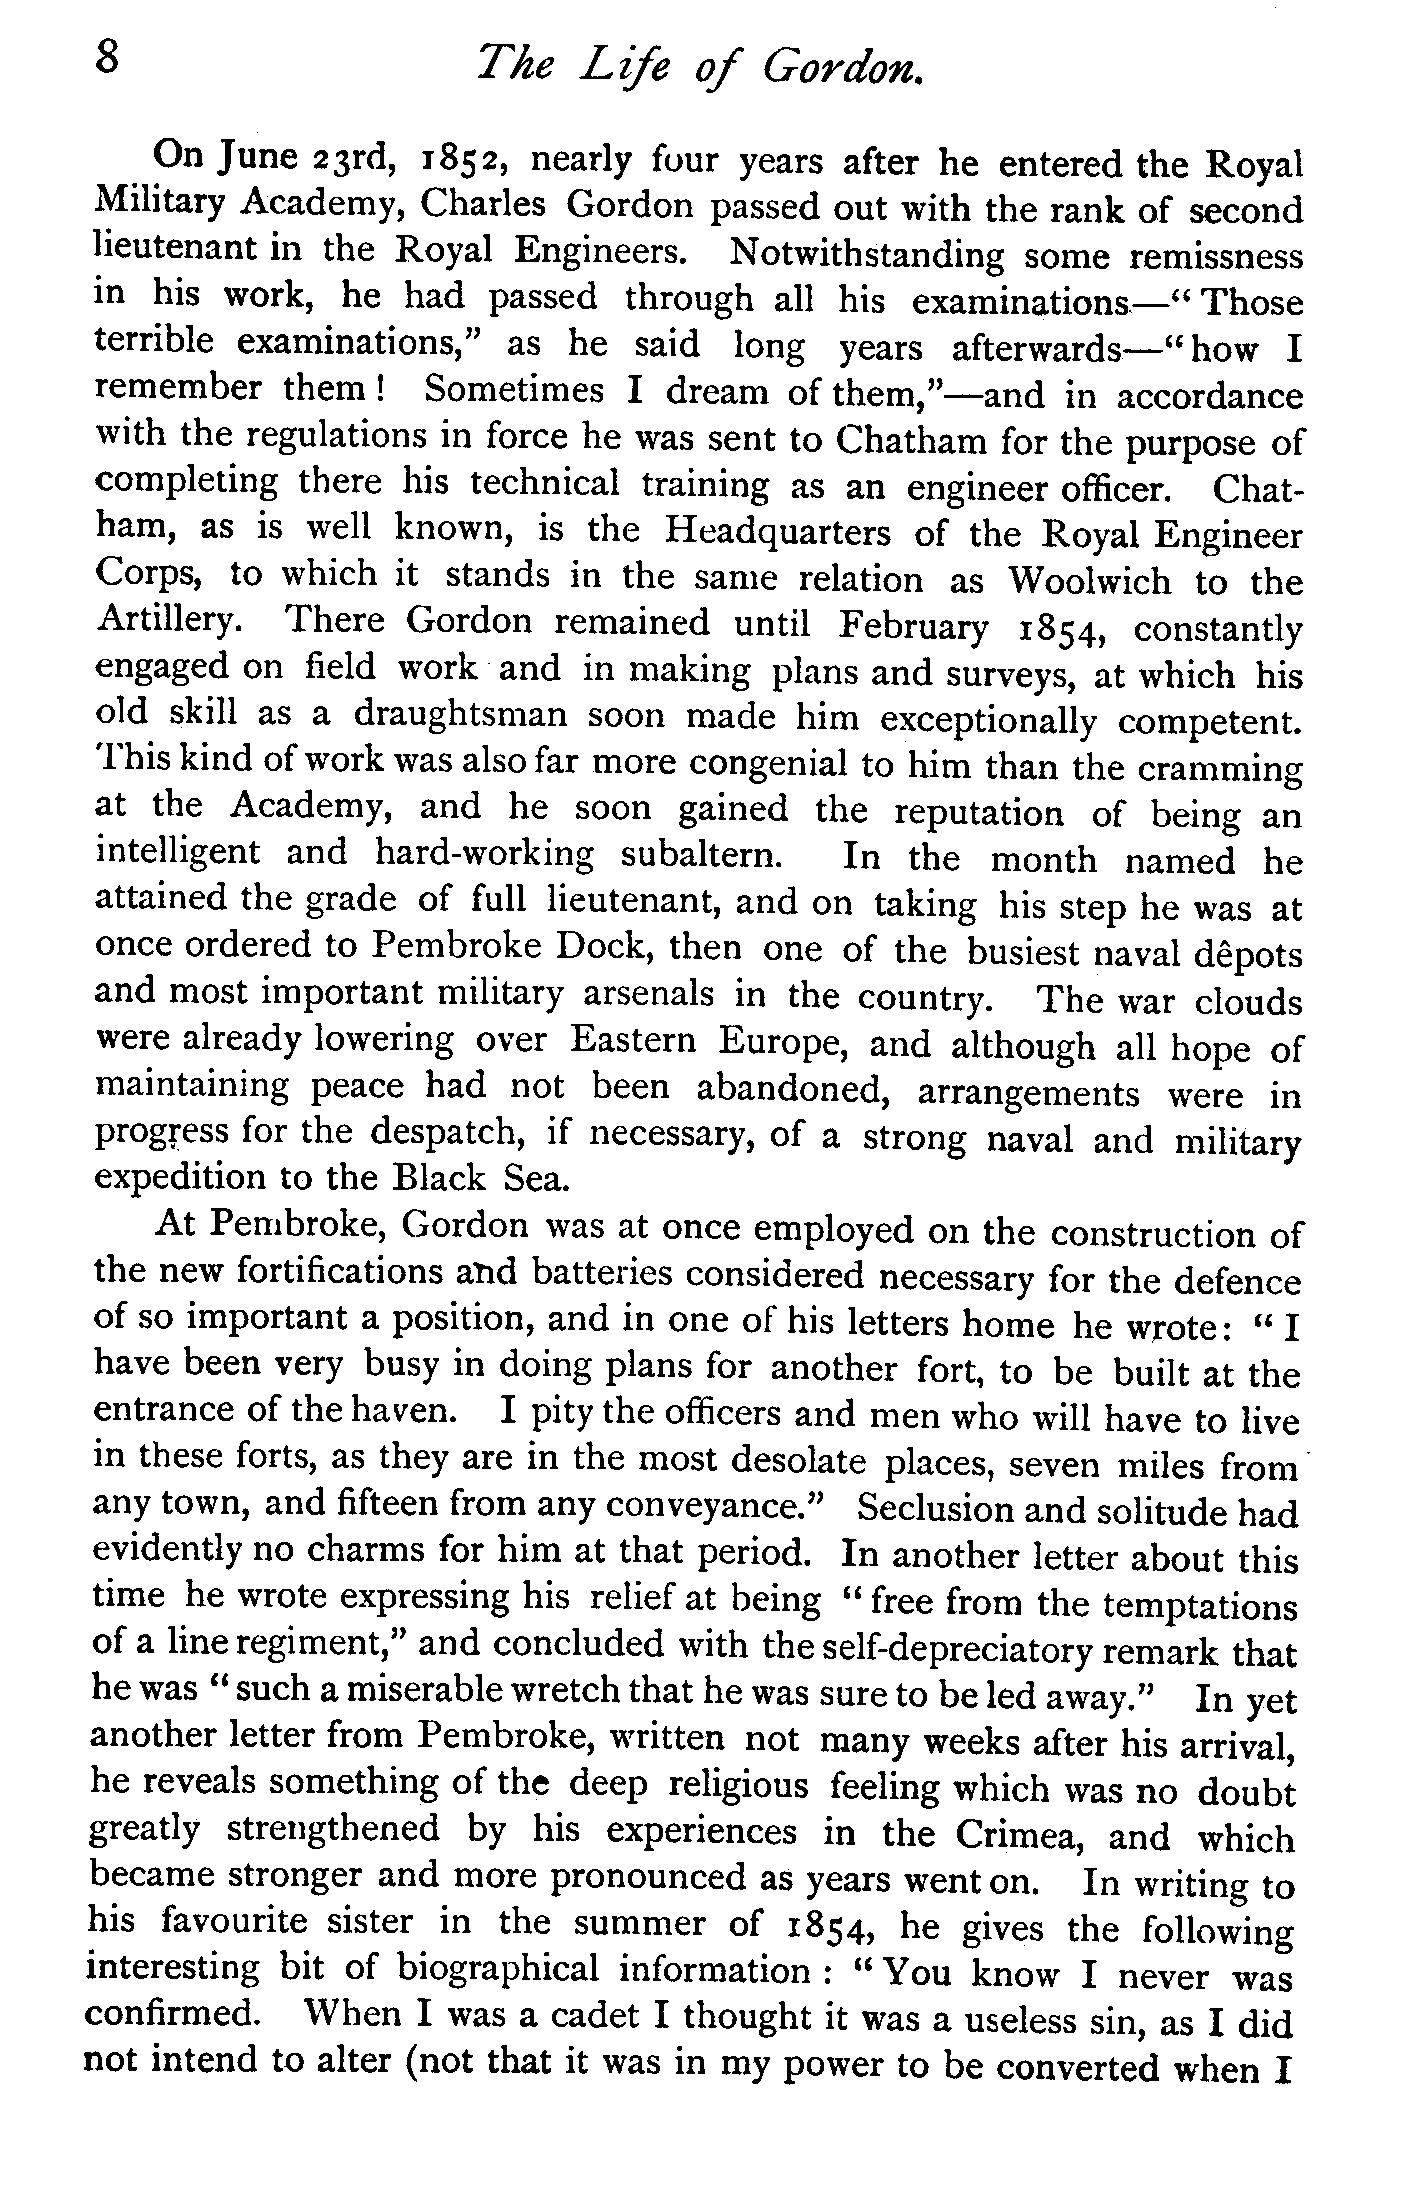 8 The Life of Gordon.
On June 23rd, 1852, nearly four years after he entered the Royal
Military Academy, Charles Gordon passed out with the rank of second
lieutenant in the Royal Engineers. Notwithstanding some remissness
in his work, he had passed through all his examinations—" Those
terrible examinations," as he said long years afterwards—"how I
remember them ! Sometimes I dream of them,"—and in accordance
with the regulations in force he was sent to Chatham for the purpose of
completing there his technical training as an engineer officer. Chat-
ham, as is well known, is the Headquarters of the Royal Engineer
Corps, to which it stands in the same relation as Woolwich to the
Artillery. There Gordon remained until February 1854, constantly
engaged on field work and in making plans and surveys, at which his
old skill as a draughtsman soon made him exceptionally competent.
This kind of work was also far more congenial to him than the cramming
at the Academy, and he soon gained the reputation of being an
intelligent and hard-working subaltern. In the month named he
attained the grade of full lieutenant, and on taking his step he was at
once ordered to Pembroke Dock, then one of the busiest naval dêpots
and most important military arsenals in the country. The war clouds
were already lowering over Eastern Europe, and although all hope of
maintaining peace had not been abandoned, arrangements were in
progress for the despatch, if necessary, of a strong naval and military
expedition to the Black Sea.
At Pembroke, Gordon was at once employed on the construction of
the new fortifications and batteries considered necessary for the defence
of so important a position, and in one of his letters home he wrote: " I
have been very busy in doing plans for another fort, to be built at the
entrance of the haven. I pity the officers and men who will have to live
in these forts, as they are in the most desolate places, seven miles from
any town, and fifteen from any conveyance." Seclusion and solitude had
evidently no charms for him at that period. In another letter about this
time he wrote expressing his relief at being " free from the temptations
of a line regiment," and concluded with the self-depreciatory remark that
he was " such a miserable wretch that he was sure to be led away." In yet
another letter from Pembroke, written not many weeks after his arrival,
he reveals something of the deep religious feeling which was no doubt
greatly strengthened by his experiences in the Crimea, and which
became stronger and more pronounced as years went on. In writing to
his favourite sister in the summer of 1854, he gives the following
interesting bit of biographical information : " You know I never was
confirmed. When I was a cadet I thought it was a useless sin, as I did
not intend to alter (not that it was in my power to be converted when I